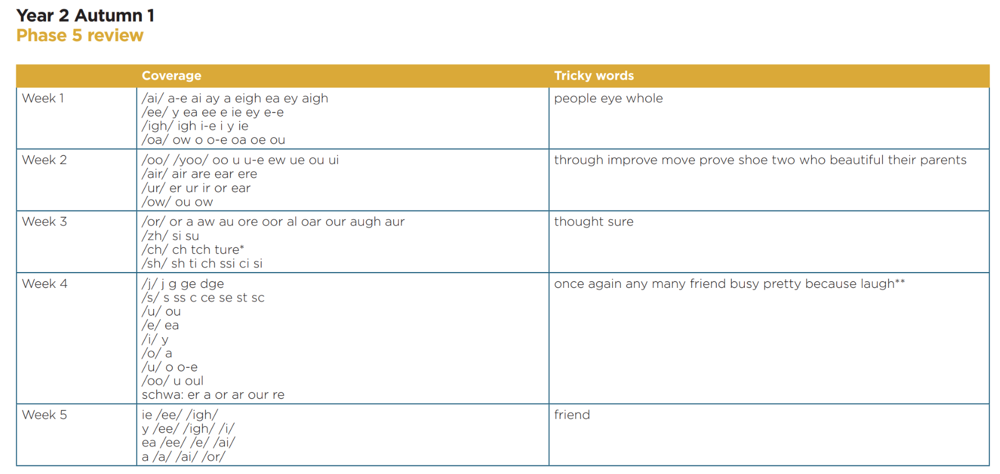 Year 2 Autumn 1
Phase 5 review
Coverage Tricky words
Week 1 /ai/ a-e ai ay a eigh ea ey aigh people eye whole
/ee/ y ea ee e ie ey e-e
/igh/ igh i-e i y ie
/oa/ ow o o-e oa oe ou
Week 2 /oo/ /yoo/ oo u u-e ew ue ou ui through improve move prove shoe two who beautiful their parents
/air/ air are ear ere
/ur/ er ur ir or ear
/ow/ ou ow
Week 3 /or/ or a aw au ore oor al oar our augh aur thought sure
/zh/ si su
/ch/ ch tch ture*
/sh/ sh ti ch ssi ci si
Week 4 /j/ j g ge dge once again any many friend busy pretty because laugh**
/s/ s ss c ce se st sc
/u/ ou
/e/ ea
/i/ y
/o/ a
/u/ o o-e
/oo/ u oul
schwa: er a or ar our re
Week 5 ie /ee/ /igh/ friend
y /ee/ /igh/ /i/
ea /ee/ /e/ /ai/
a /a/ /ai/ /or/